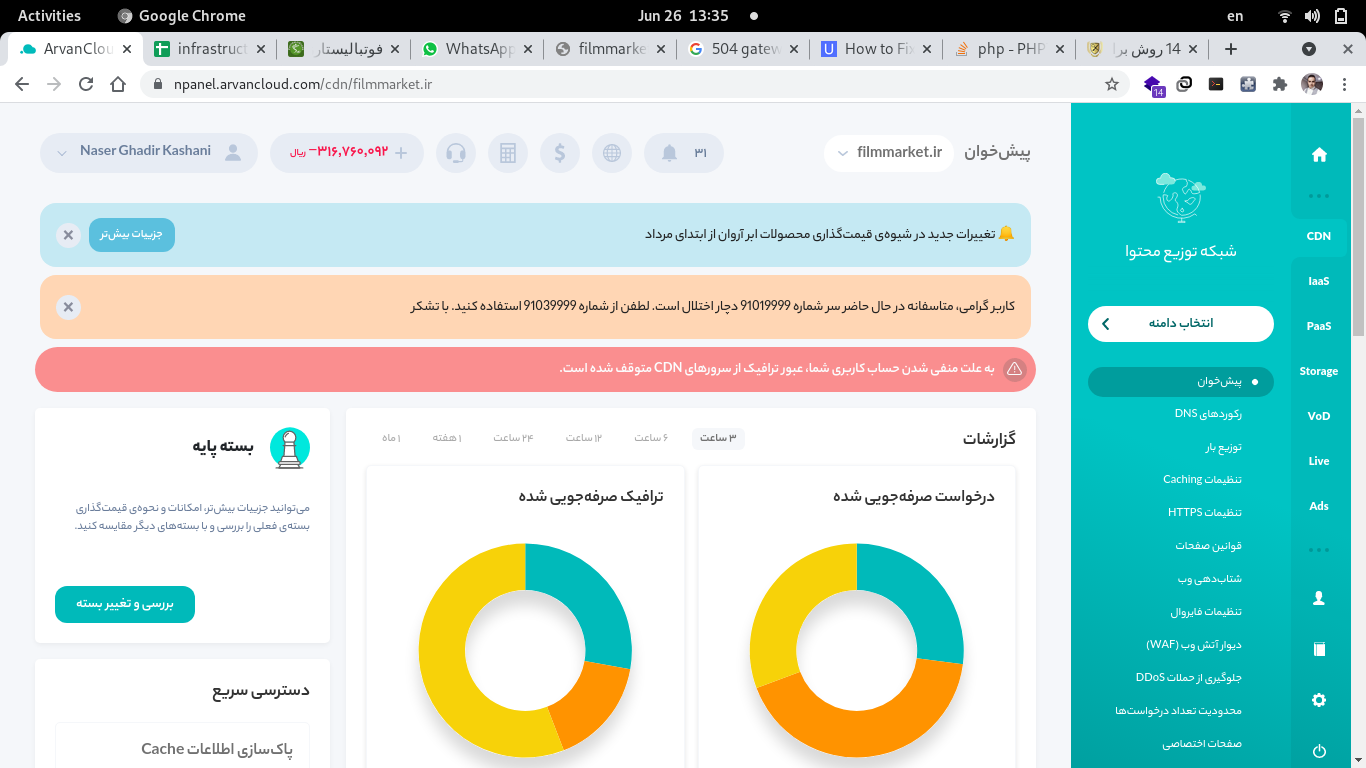 Activities
Google Chrome
Jun 26 13:35
en
ArvanClou
infrastruct
فوتبالیستار
WhatsApp
filmmarke
504 gatew
How to Fix
php - PHP
14 روش برا
npanel.arvancloud.com/cdn/filmmarket.ir
14
پیش‌خوان
filmmarket.ir
۳۱
−۳۱۶,۷۶۰,۰۹۲ ریال
Naser Ghadir Kashani
تغییرات جدید در شیوه‌ی قیمت‌گذاری محصولات ابر آروان از ابتدای مرداد
جزییات بیش‌تر
کاربر گرامی، متاسفانه در حال حاضر سر شماره 91019999 دچار اختلال است. لطفن از شماره 91039999 استفاده کنید. با تشکر
به علت منفی شدن حساب کاربری شما، عبور ترافیک از سرورهای CDN متوقف شده است.
گزارشات
۳ ساعت
۶ ساعت
۱۲ ساعت
۲۴ ساعت
۱ هفته
۱ ماه
درخواست صرفه‌جویی شده
ترافیک صرفه‌جویی شده
بسته پایه
می‌توانید جزییات بیش‌تر، امکانات و نحوه‌ی قیمت‌گذاری
بسته‌ی فعلی را بررسی و با بسته‌های دیگر مقایسه کنید.
بررسی و تغییر بسته
دسترسی سریع
پاک‌سازی اطلاعات Cache
شبکه توزیع محتوا
انتخاب دامنه
پیش‌خوان
رکوردهای DNS
توزیع بار
تنظیمات Caching
تنظیمات HTTPS
قوانین صفحات
شتاب‌دهی وب
تنظیمات فایروال
دیوار آتش وب (WAF)
جلوگیری از حملات DDoS
محدودیت تعداد درخواست‌ها
صفحات اختصاصی
CDN
IaaS
PaaS
Storage
VoD
Live
Ads